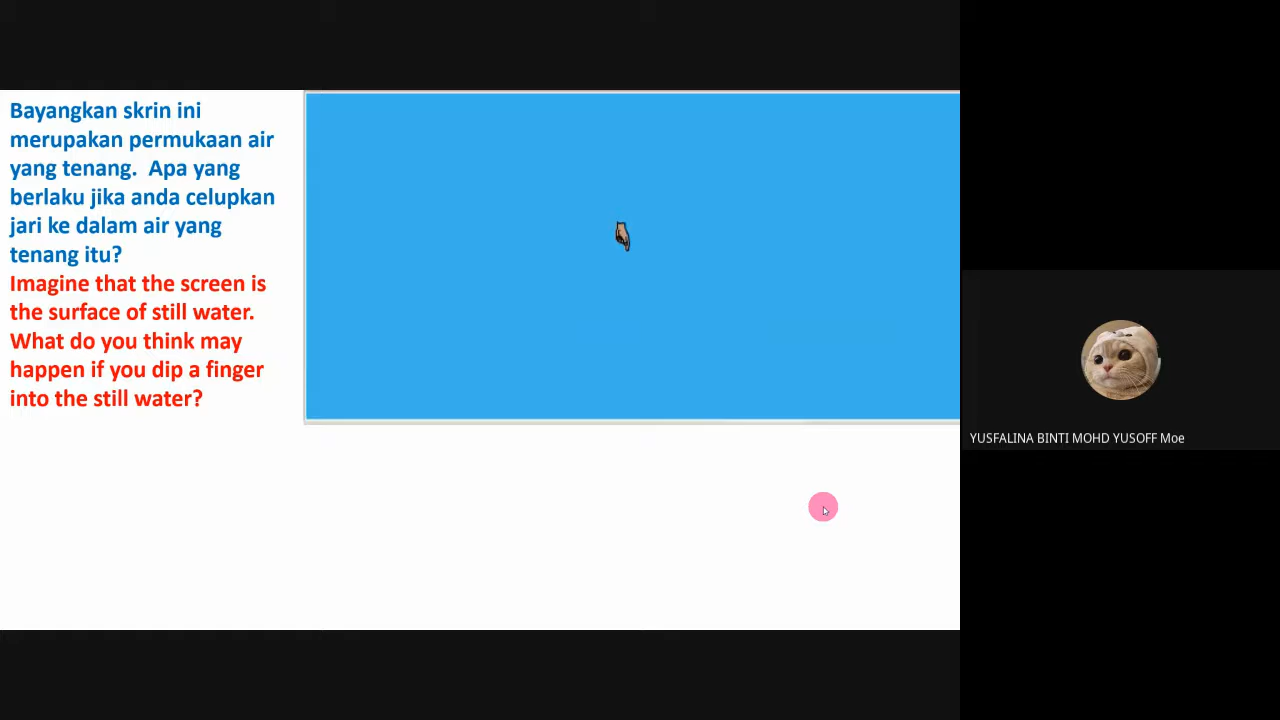 Bayangkan skrin ini
merupakan permukaan air
yang tenang.  Apa yang
berlaku jika anda celupkan
jari ke dalam air yang
tenang itu?
Imagine that the screen is
the surface of still water.
What do you think may
happen if you dip a finger
into the still water?
YUSFALINA BINTI MOHD YUSOFF Moe